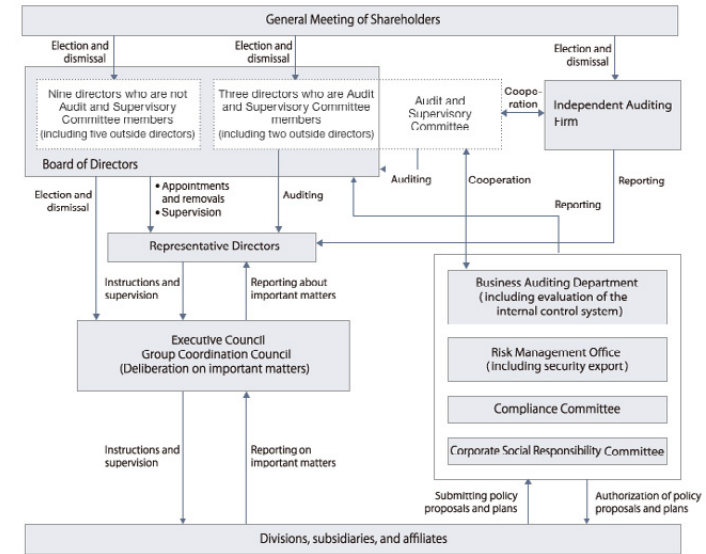 General Meeting of Shareholders
Election and
dismissal
Election and
dismissal
Election and
dismissal
Nine directors who are not
Audit and Supervisory
Committee members
(including five outside directors)
Three directors who are Audit
and Supervisory Committee
members
(including two outside directors)
Audit and
Supervisory
Committee
Coope-
ration
Independent Auditing
Firm
Board of Directors
Election and
dismissal
• Appointments
and removals
• Supervision
Auditing
Auditing
Cooperation
Reporting
Reporting
Representative Directors
Instructions and
supervision
Reporting about
important matters
Business Auditing Department
(including evaluation of the
internal control system)
Executive Council
Group Coordination Council
(Deliberation on important matters)
Risk Management Office
(including security export)
Compliance Committee
Corporate Social Responsibility Committee
Instructions and
supervision
Reporting on
important matters
Submitting policy
proposals and plans
Authorization of policy
proposals and plans
Divisions, subsidiaries, and affiliates